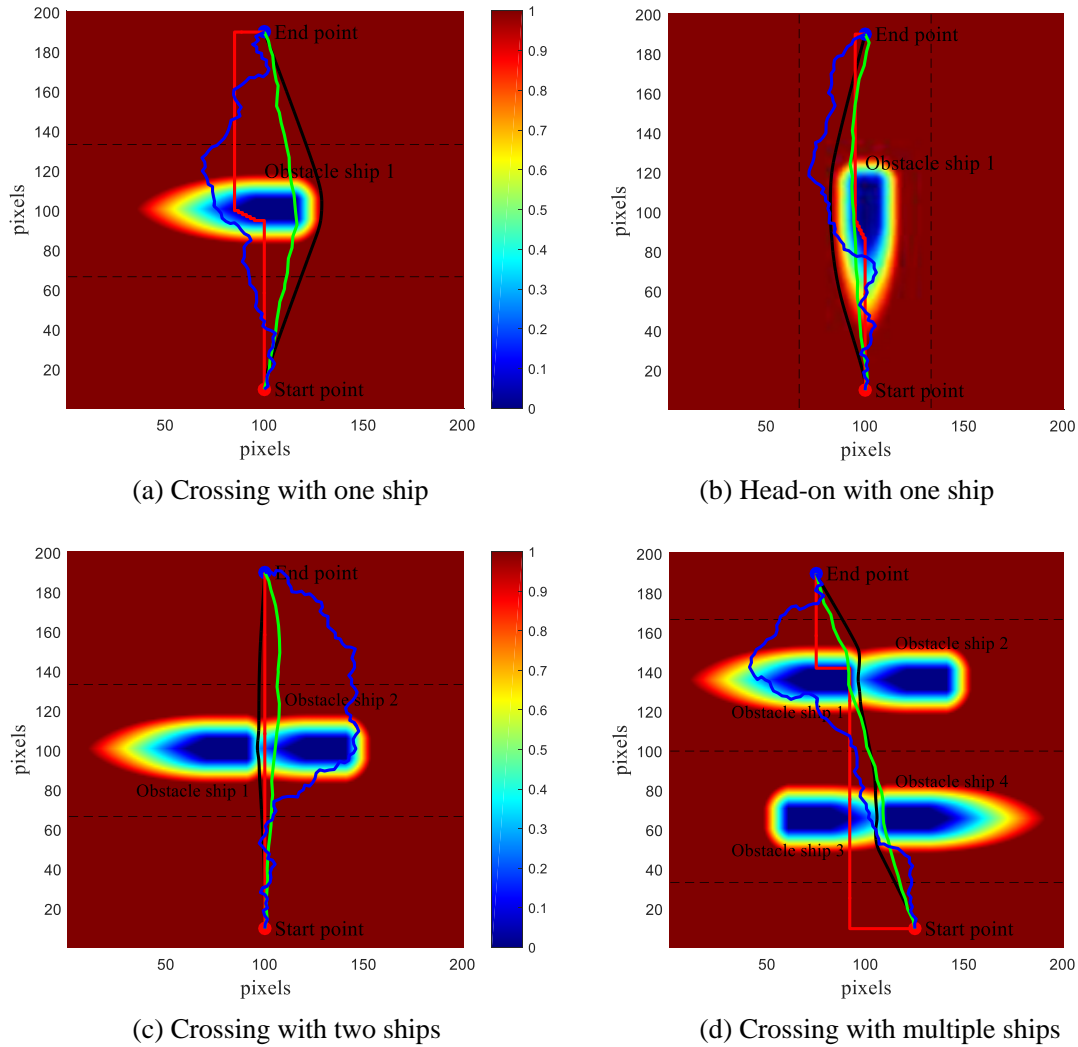 200
180
160
140
120
100
80
60
40
20
pixels
End point
Obstacle ship 1
Start point
50 100 150 200
pixels
1
0.9
0.8
0.7
0.6
0.5
0.4
0.3
0.2
0.1
0
(a) Crossing with one ship
200
180
160
140
120
100
80
60
40
20
pixels
End point
Obstacle ship 1
Start point
50 100 150 200
pixels
(b) Head-on with one ship
200
180
160
140
120
100
80
60
40
20
pixels
End point
Obstacle ship 2
Obstacle ship 1
Start point
50 100 150 200
pixels
1
0.9
0.8
0.7
0.6
0.5
0.4
0.3
0.2
0.1
0
(c) Crossing with two ships
200
180
160
140
120
100
80
60
40
20
pixels
End point
Obstacle ship 2
Obstacle ship 1
Obstacle ship 4
Obstacle ship 3
Start point
50 100 150 200
pixels
(d) Crossing with multiple ships